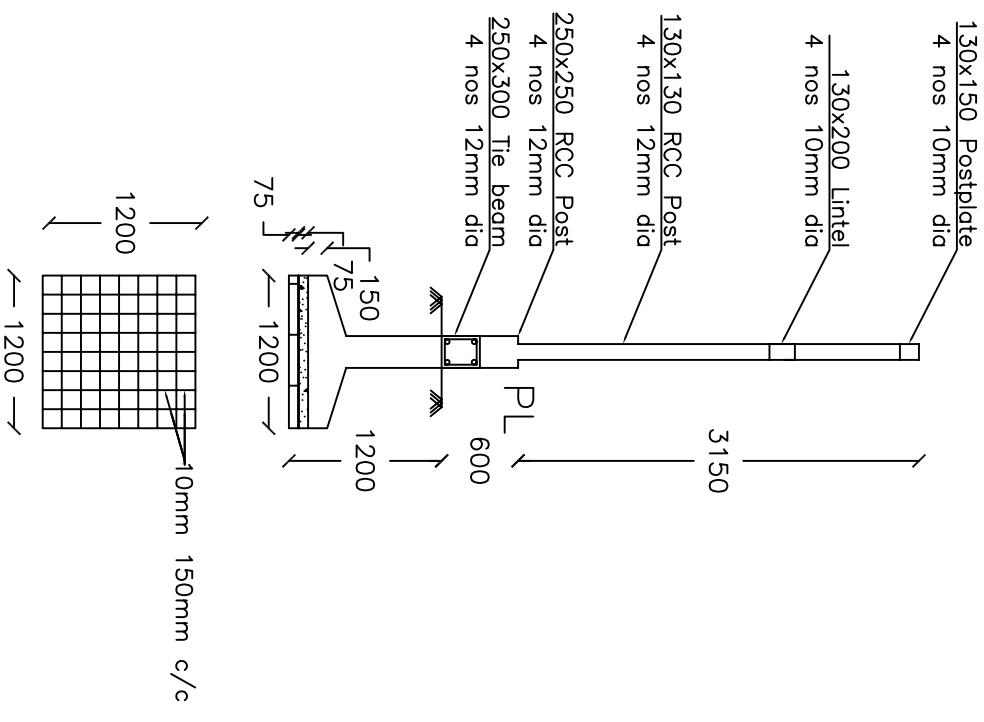 130x150 Postplate
4 nos 10mm dia
130x200 Lintel
4 nos 10mm dia
130x130 RCC Post
4 nos 12mm dia
250x250 RCC Post
4 nos 12mm dia
250x300 Tie beam
4 nos 12mm dia
3150
PL
600
1200
150
75
75
1200
1200
1200
10mm 150mm c/c